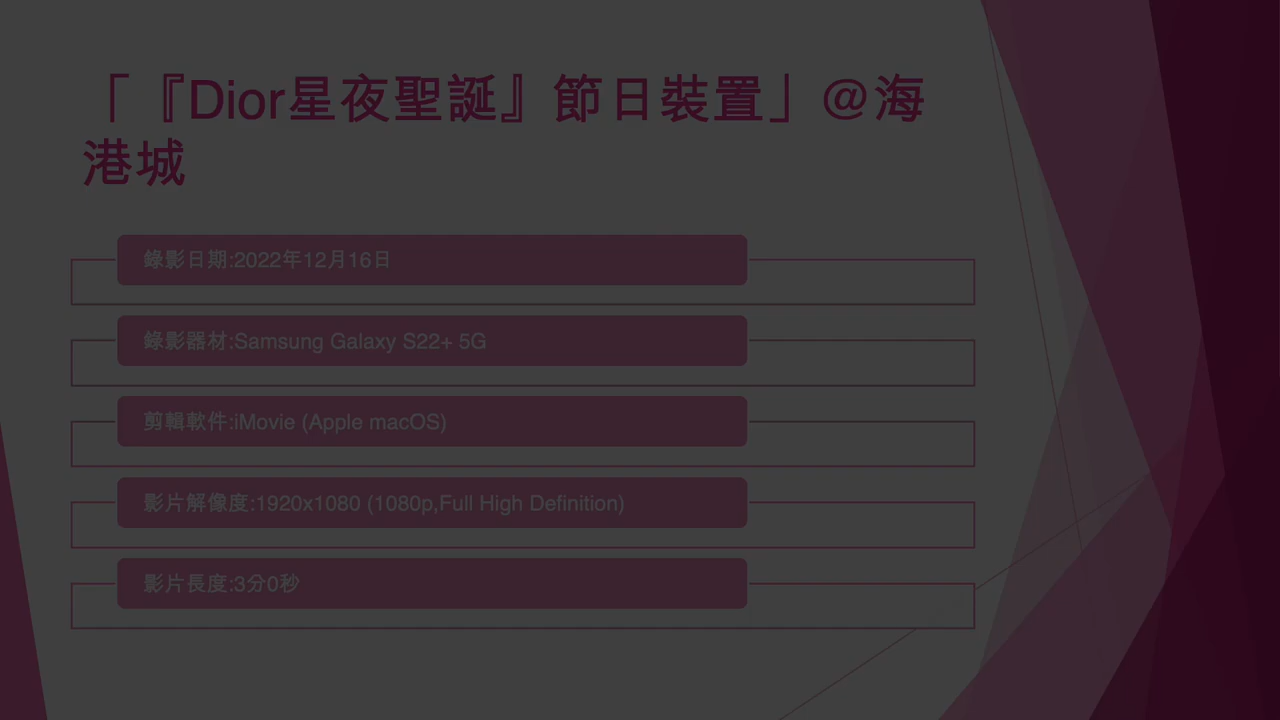 「『Dior星夜聖誕』節日裝置」@海
港城
錄影日期:2022年12月16日
錄影器材:Samsung Galaxy S22+ 5G
剪輯軟件:iMovie (Apple macOS)
影片解像度:1920x1080 (1080p,Full High Definition)
影片長度:3分0秒